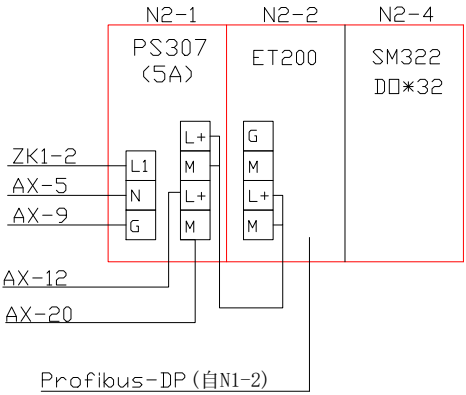 N2-1 N2-2 N2-4
PS307
(5A)
ET200
SM322
DO*32
L+
M
L+
M
G
M
L+
M
ZK1-2
L1
AX-5
N
AX-9
G
AX-12
AX-20
Profibus-DP(自N1-2)